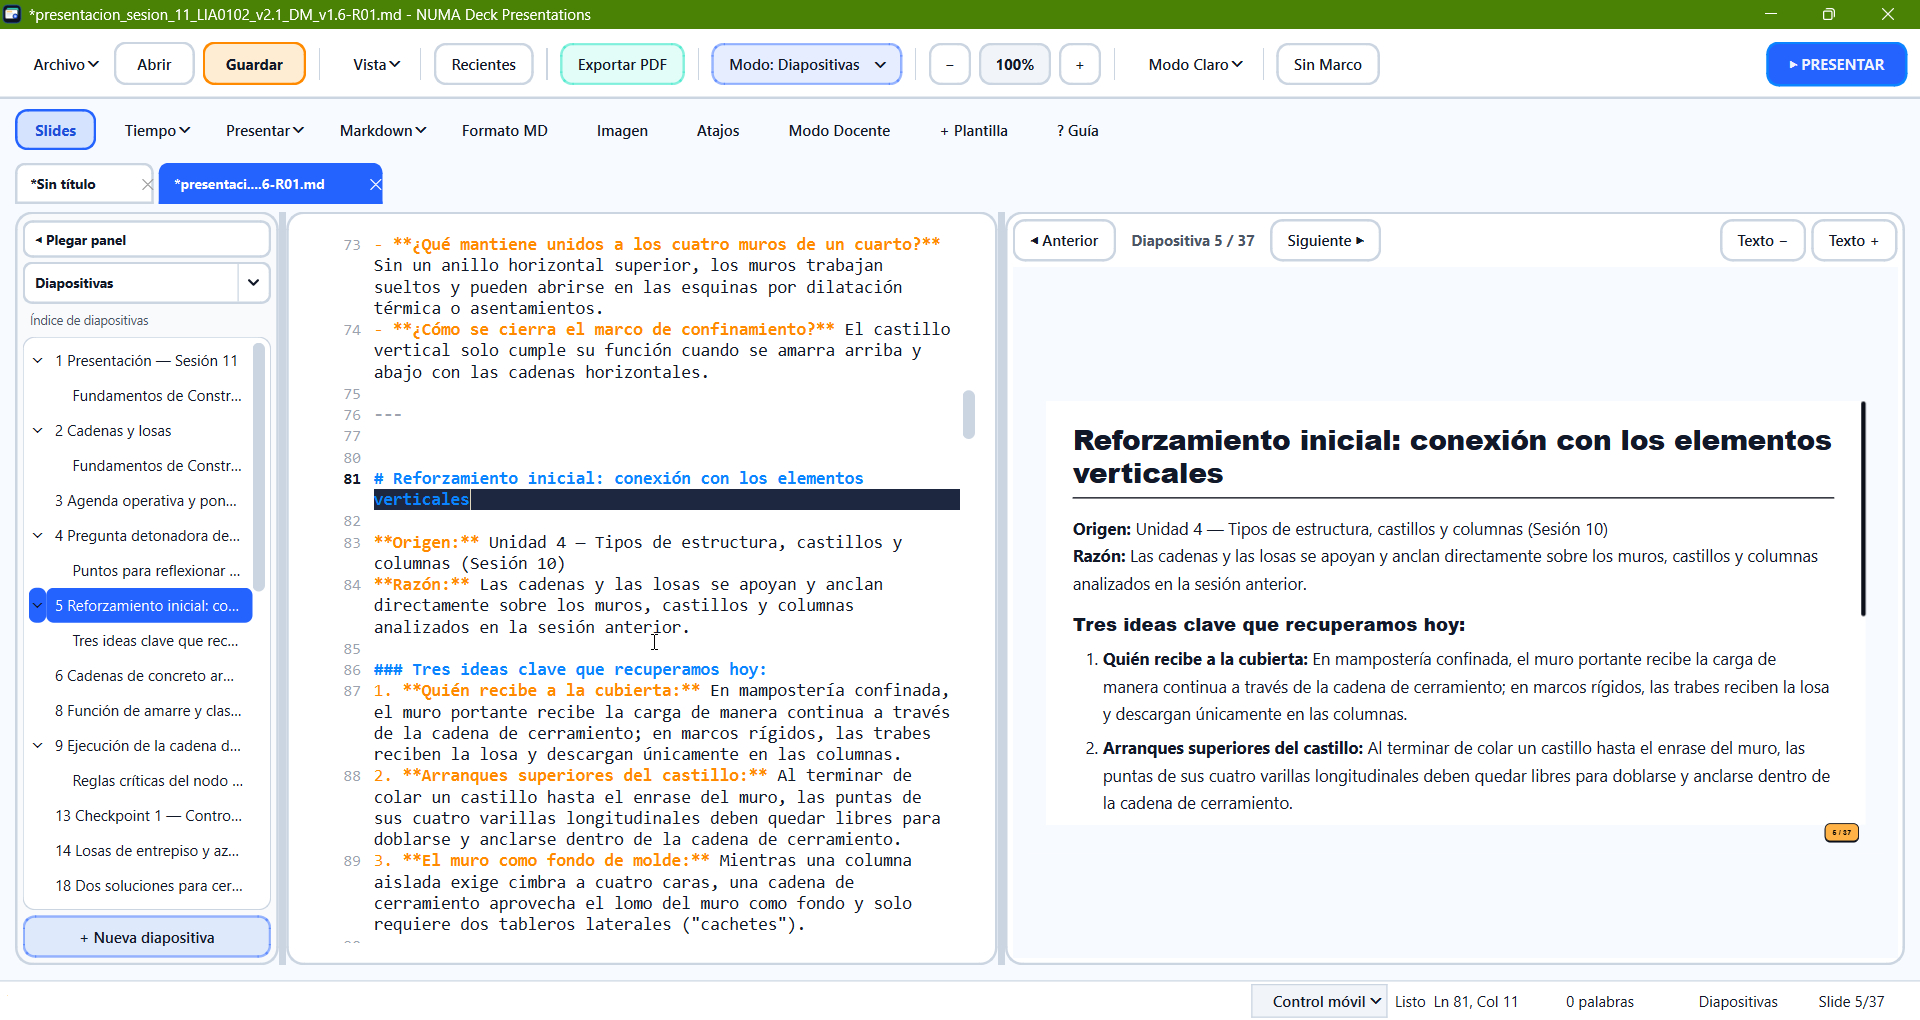 *presentacion_sesion_11_LIA0102_v2.1_DM_v1.6-R01.md - NUMA Deck Presentations
Archivo Abrir Guardar Vista Recientes Exportar PDF Modo: Diapositivas - 100% + Modo Claro Sin Marco ▸ PRESENTAR
Slides Tiempo Presentar Markdown Formato MD Imagen Atajos Modo Docente + Plantilla ? Guía
*Sin título *presentaci....6-R01.md
◂ Plegar panel
Diapositivas
Índice de diapositivas
1 Presentación — Sesión 11
Fundamentos de Constr...
2 Cadenas y losas
Fundamentos de Constr...
3 Agenda operativa y pon...
4 Pregunta detonadora de...
Puntos para reflexionar ...
5 Reforzamiento inicial: co...
Tres ideas clave que rec...
6 Cadenas de concreto ar...
8 Función de amarre y clas...
9 Ejecución de la cadena d...
Reglas críticas del nodo ...
13 Checkpoint 1 — Contro...
14 Losas de entrepiso y az...
18 Dos soluciones para cer...
+ Nueva diapositiva
73 - **¿Qué mantiene unidos a los cuatro muros de un cuarto?**
Sin un anillo horizontal superior, los muros trabajan
sueltos y pueden abrirse en las esquinas por dilatación
térmica o asentamientos.
74 - **¿Cómo se cierra el marco de confinamiento?** El castillo
vertical solo cumple su función cuando se amarra arriba y
abajo con las cadenas horizontales.
75
76 ---
77
80
81 # Reforzamiento inicial: conexión con los elementos
verticales
82
83 **Origen:** Unidad 4 — Tipos de estructura, castillos y
columnas (Sesión 10)
84 **Razón:** Las cadenas y las losas se apoyan y anclan
directamente sobre los muros, castillos y columnas
analizados en la sesión anterior.
85
86 ### Tres ideas clave que recuperamos hoy:
87 1. **Quién recibe a la cubierta:** En mampostería confinada,
el muro portante recibe la carga de manera continua a través
de la cadena de cerramiento; en marcos rígidos, las trabes
reciben la losa y descargan únicamente en las columnas.
88 2. **Arranques superiores del castillo:** Al terminar de
colar un castillo hasta el enrase del muro, las puntas de
sus cuatro varillas longitudinales deben quedar libres para
doblarse y anclarse dentro de la cadena de cerramiento.
89 3. **El muro como fondo de molde:** Mientras una columna
aislada exige cimbra a cuatro caras, una cadena de
cerramiento aprovecha el lomo del muro como fondo y solo
requiere dos tableros laterales ("cachetes").
◂ Anterior Diapositiva 5 / 37 Siguiente ▸ Texto – Texto +
Reforzamiento inicial: conexión con los elementos
verticales
Origen: Unidad 4 — Tipos de estructura, castillos y columnas (Sesión 10)
Razón: Las cadenas y las losas se apoyan y anclan directamente sobre los muros, castillos y columnas
analizados en la sesión anterior.
Tres ideas clave que recuperamos hoy:
1. Quién recibe a la cubierta: En mampostería confinada, el muro portante recibe la carga de
manera continua a través de la cadena de cerramiento; en marcos rígidos, las trabes reciben la losa
y descargan únicamente en las columnas.
2. Arranques superiores del castillo: Al terminar de colar un castillo hasta el enrase del muro, las
puntas de sus cuatro varillas longitudinales deben quedar libres para doblarse y anclarse dentro de
la cadena de cerramiento.
Control móvil Listo Ln 81, Col 11 0 palabras Diapositivas Slide 5/37